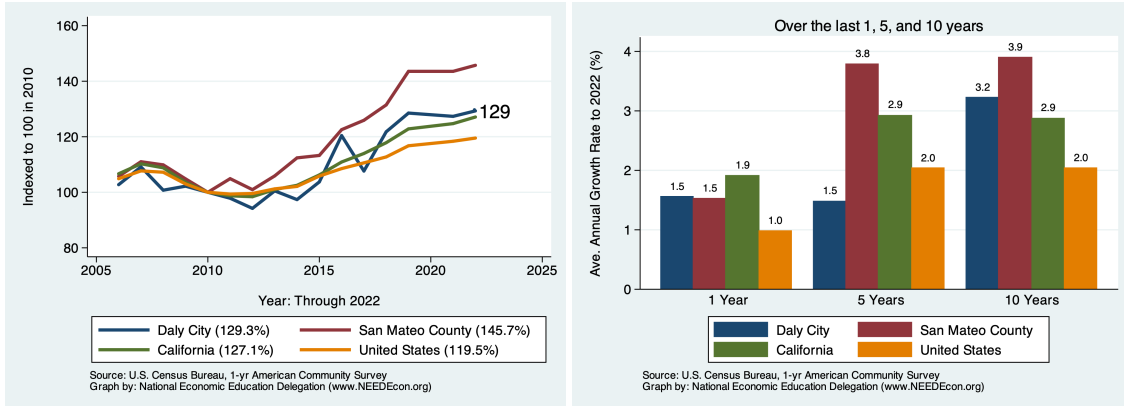 160
140
120
100
80
Indexed to 100 in 2010
129
2005
2010
2015
2020
2025
Year: Through 2022
Daly City (129.3%)
San Mateo County (145.7%)
California (127.1%)
United States (119.5%)
Source: U.S. Census Bureau, 1-yr American Community Survey
Graph by: National Economic Education Delegation (www.NEEDEcon.org)
Over the last 1, 5, and 10 years
Ave. Annual Growth Rate to 2022 (%)
4
3
2
1
0
1.5
1.5
1.9
1.0
1.5
3.8
2.9
2.0
3.2
3.9
2.9
2.0
1 Year
5 Years
10 Years
Daly City
San Mateo County
California
United States
Source: U.S. Census Bureau, 1-yr American Community Survey
Graph by: National Economic Education Delegation (www.NEEDEcon.org)